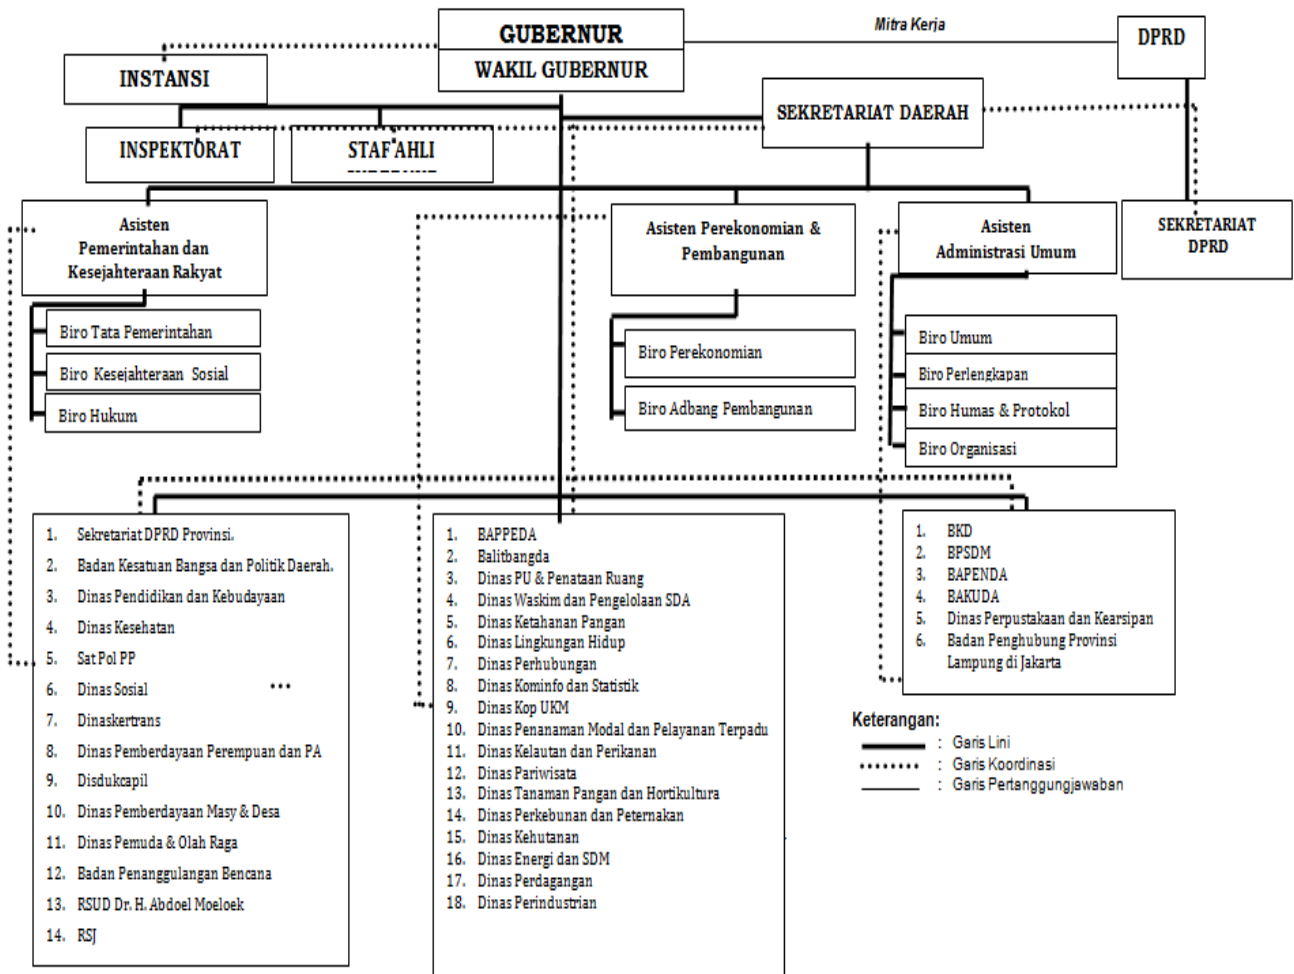 GUBERNUR
WAKIL GUBERNUR
Mitra Kerja
DPRD
INSTANSI
SEKRETARIAT DAERAH
INSPEKTORAT
STAF AHLI
Asisten
Pemerintahan dan
Kesejahteraan Rakyat
Asisten Perekonomian &
Pembangunan
Asisten
Administrasi Umum
SEKRETARIAT
DPRD
Biro Tata Pemerintahan
Biro Kesejahteraan Sosial
Biro Hukum
Biro Perekonomian
Biro Adbang Pembangunan
Biro Umum
Biro Perlengkapan
Biro Humas & Protokol
Biro Organisasi
1. Sekretariat DPRD Provinsi.
2. Badan Kesatuan Bangsa dan Politik Daerah.
3. Dinas Pendidikan dan Kebudayaan
4. Dinas Kesehatan
5. Sat Pol PP
6. Dinas Sosial
7. Dinaskertrans
8. Dinas Pemberdayaan Perempuan dan PA
9. Disdukcapil
10. Dinas Pemberdayaan Masy & Desa
11. Dinas Pemuda & Olah Raga
12. Badan Penanggulangan Bencana
13. RSUD Dr. H. Abdoel Moeloek
14. RSJ
1. BAPPEDA
2. Balitbangda
3. Dinas PU & Penataan Ruang
4. Dinas Waskim dan Pengelolaan SDA
5. Dinas Ketahanan Pangan
6. Dinas Lingkungan Hidup
7. Dinas Perhubungan
8. Dinas Kominfo dan Statistik
9. Dinas Kop UKM
10. Dinas Penanaman Modal dan Pelayanan Terpadu
11. Dinas Kelautan dan Perikanan
12. Dinas Pariwisata
13. Dinas Tanaman Pangan dan Hortikultura
14. Dinas Perkebunan dan Peternakan
15. Dinas Kehutanan
16. Dinas Energi dan SDM
17. Dinas Perdagangan
18. Dinas Perindustrian
1. BKD
2. BPSDM
3. BAPENDA
4. BAKUDA
5. Dinas Perpustakaan dan Kearsipan
6. Badan Penghubung Provinsi
Lampung di Jakarta
Keterangan:
: Garis Lini
: Garis Koordinasi
: Garis Pertanggungjawaban